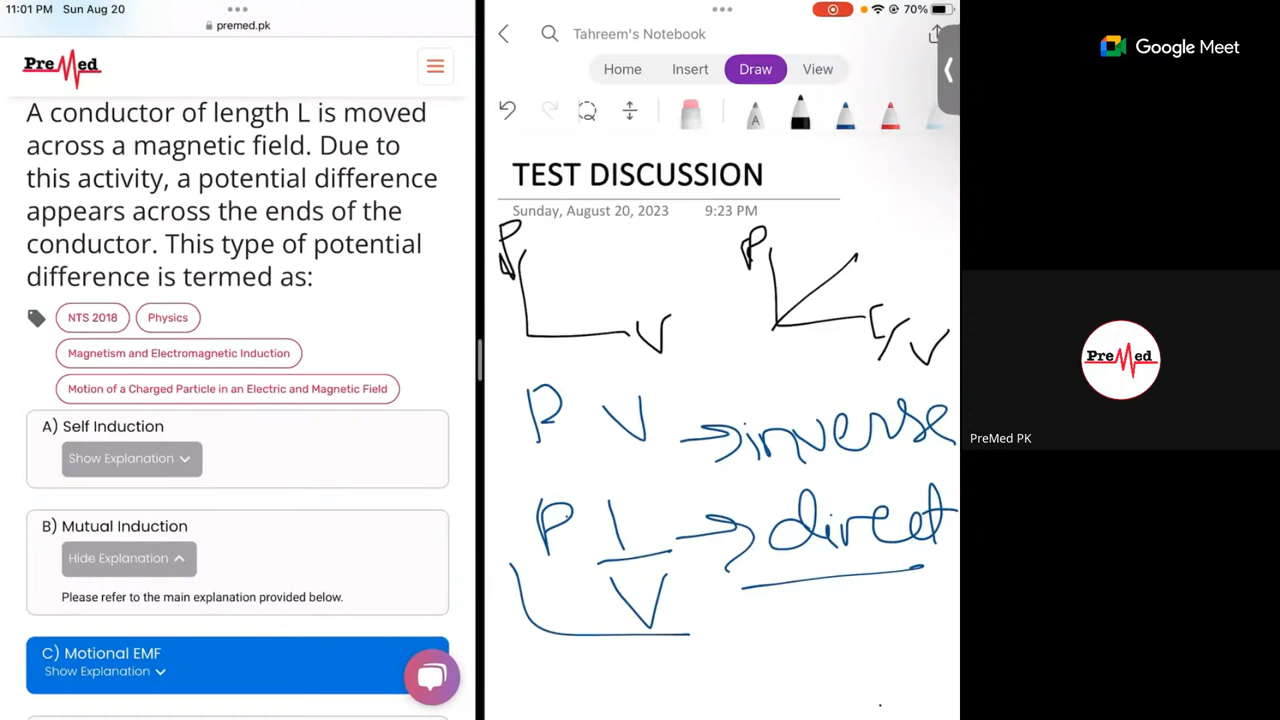 11:01 PM Sun Aug 20
premed.pk
PreMed
A conductor of length L is moved
across a magnetic field. Due to
this activity, a potential difference
appears across the ends of the
conductor. This type of potential
difference is termed as:
NTS 2018
Physics
Magnetism and Electromagnetic Induction
Motion of a Charged Particle in an Electric and Magnetic Field
A) Self Induction
Show Explanation
B) Mutual Induction
Hide Explanation
Please refer to the main explanation provided below.
C) Motional EMF
Show Explanation
70%
Tahreem's Notebook
Home
Insert
Draw
View
A
TEST DISCUSSION
Sunday, August 20, 2023 9:23 PM
P
V
P
1/V
P V → inverse
P 1/V → direct
Google Meet
PreMed
PreMed PK